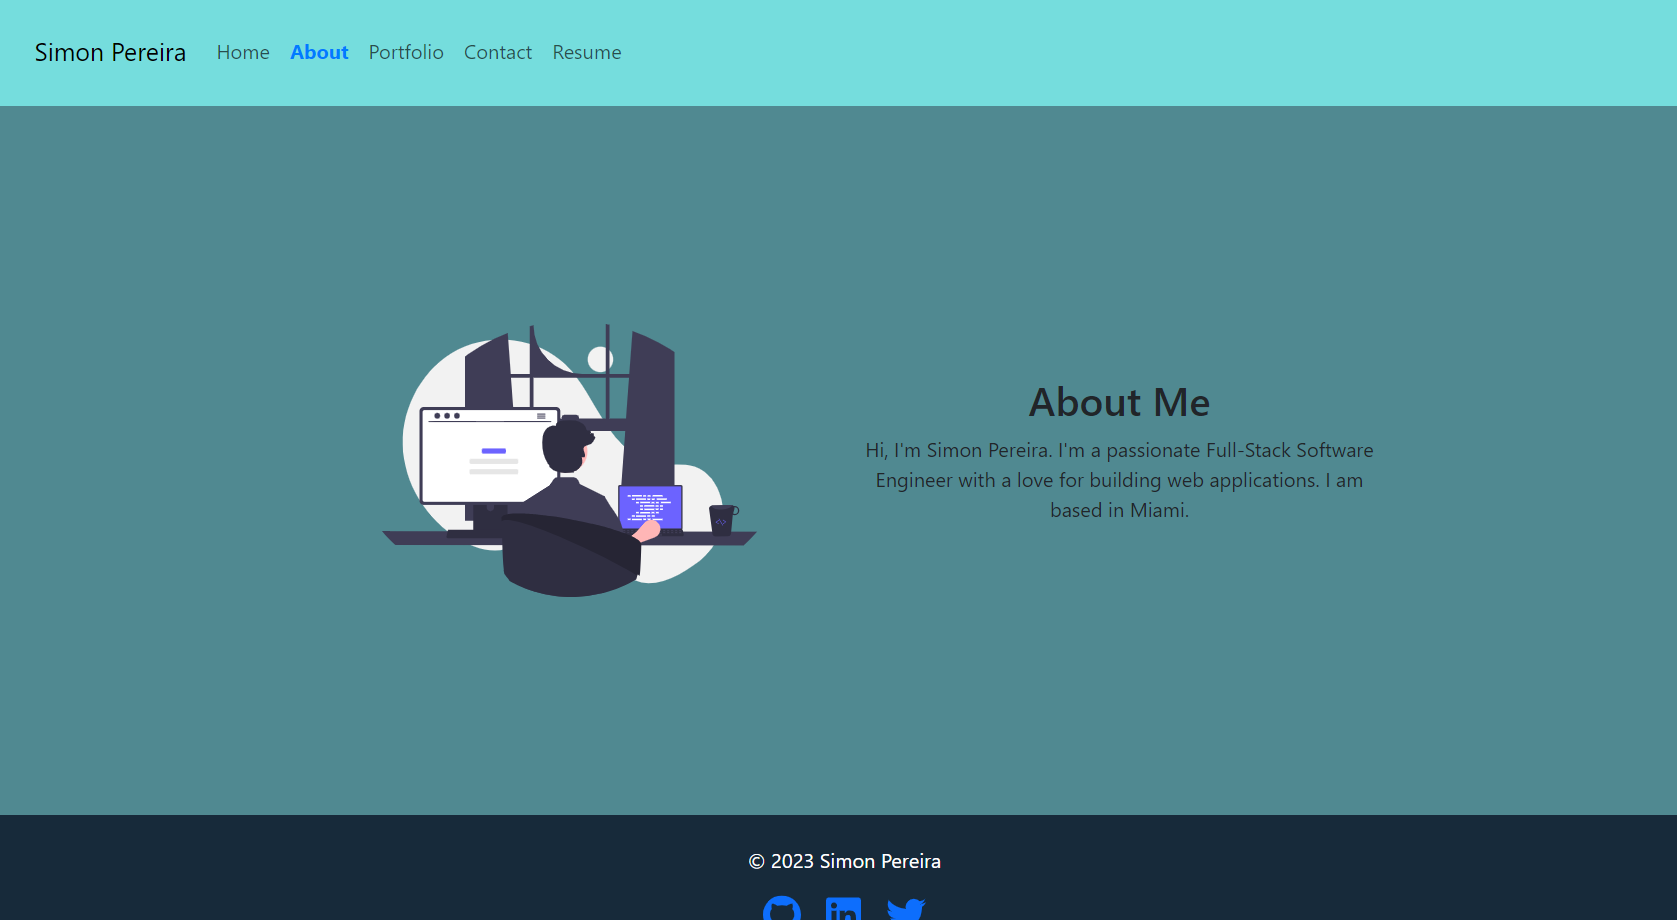 Simon Pereira Home About Portfolio Contact Resume
About Me
Hi, I'm Simon Pereira. I'm a passionate Full-Stack Software
Engineer with a love for building web applications. I am
based in Miami.
© 2023 Simon Pereira